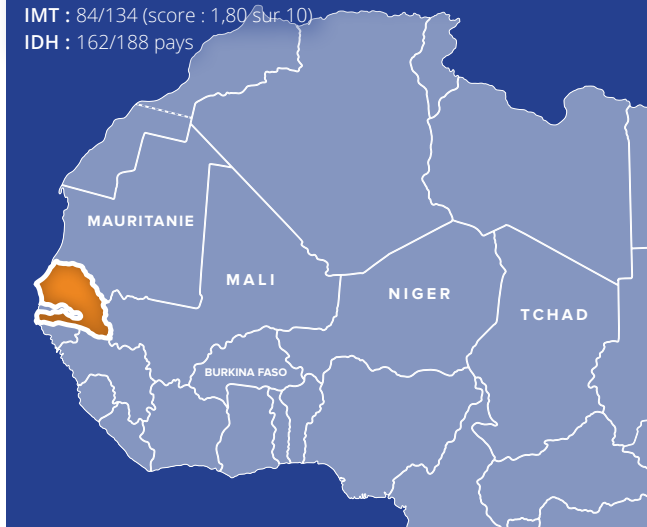 IMT : 84/134 (score : 1,80 sur 10)
IDH : 162/188 pays
MAURITANIE
MALI
NIGER
TCHAD
BURKINA FASO